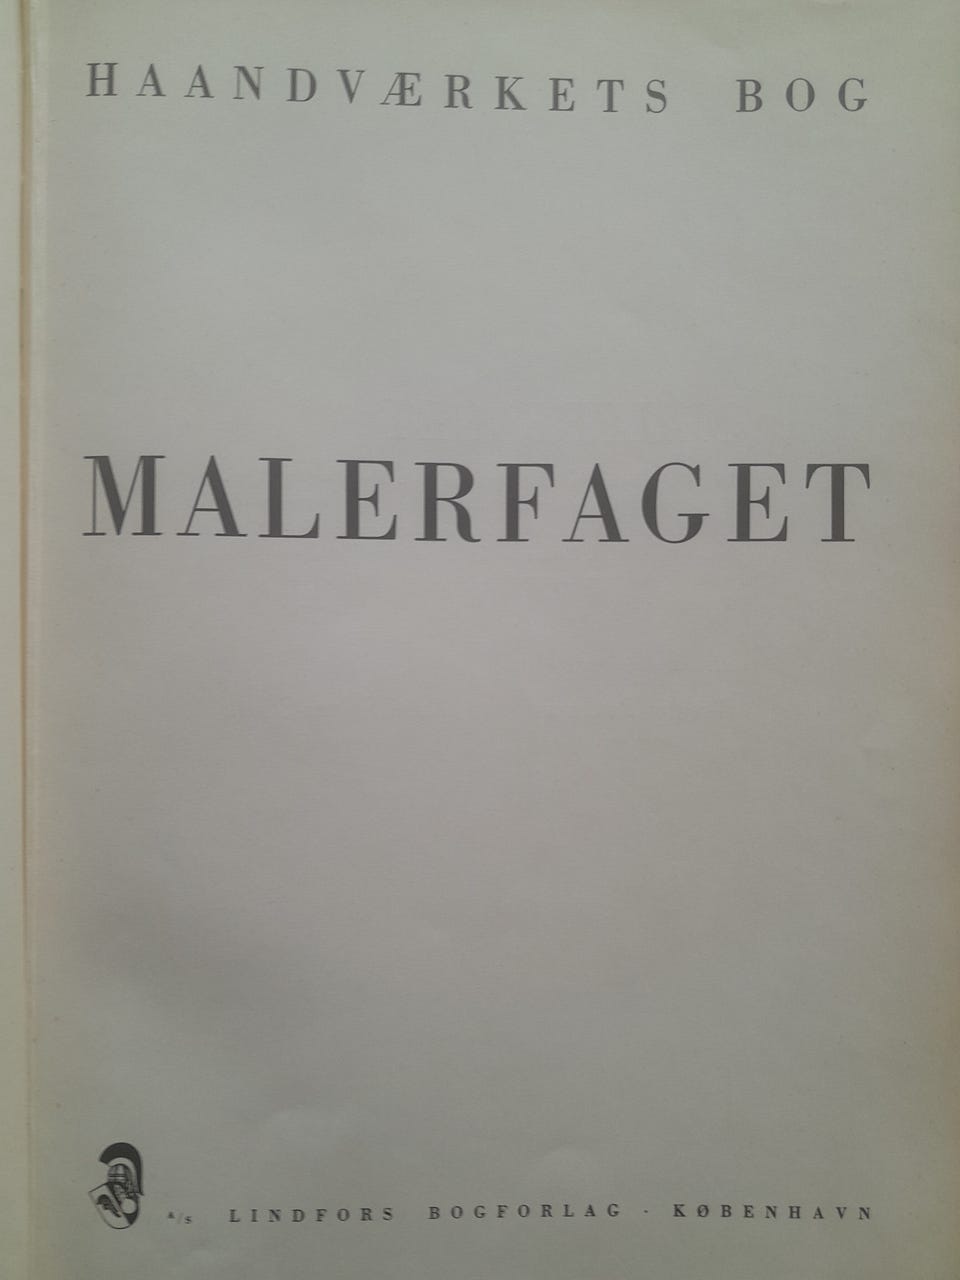 HAANDVÆRKETS BOG
MALERFAGET
A/S LINDFORS BOGFORLAG · KØBENHAVN